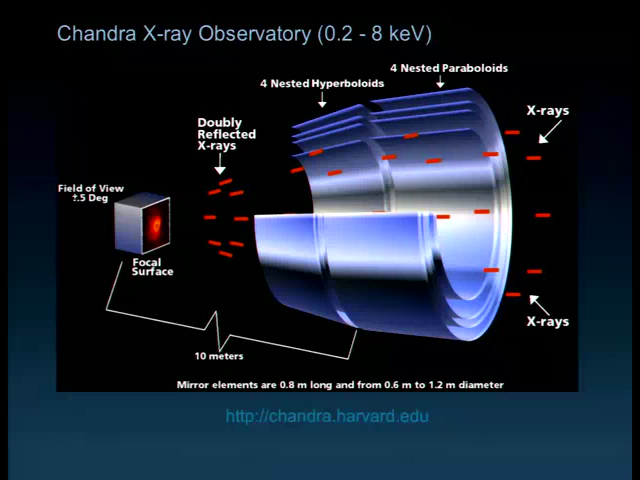 Chandra X-ray Observatory (0.2 - 8 keV)
4 Nested Paraboloids
4 Nested Hyperboloids
X-rays
Doubly
Reflected
X-rays
Field of View
±.5 Deg
Focal
Surface
X-rays
10 meters
Mirror elements are 0.8 m long and from 0.6 m to 1.2 m diameter
http://chandra.harvard.edu